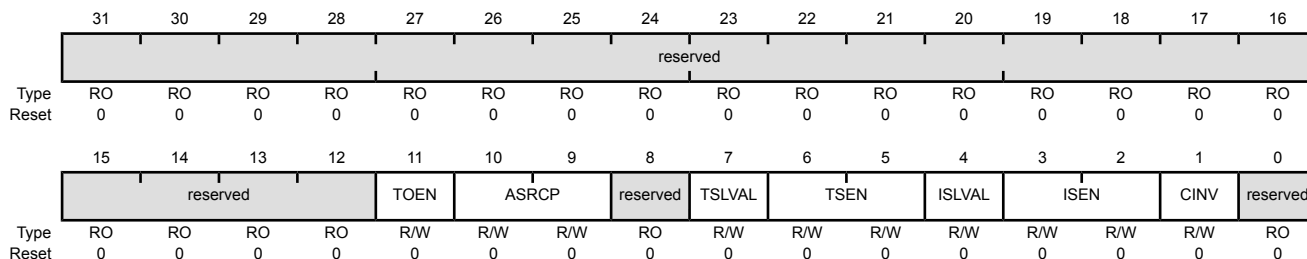 31 30 29 28 27 26 25 24 23 22 21 20 19 18 17 16
reserved
Type RO RO RO RO RO RO RO RO RO RO RO RO RO RO RO RO
Reset 0 0 0 0 0 0 0 0 0 0 0 0 0 0 0 0
15 14 13 12 11 10 9 8 7 6 5 4 3 2 1 0
reserved TOEN ASRCP reserved TSLVAL TSEN ISLVAL ISEN CINV reserved
Type RO RO RO RO R/W R/W R/W RO R/W R/W R/W R/W R/W R/W R/W RO
Reset 0 0 0 0 0 0 0 0 0 0 0 0 0 0 0 0